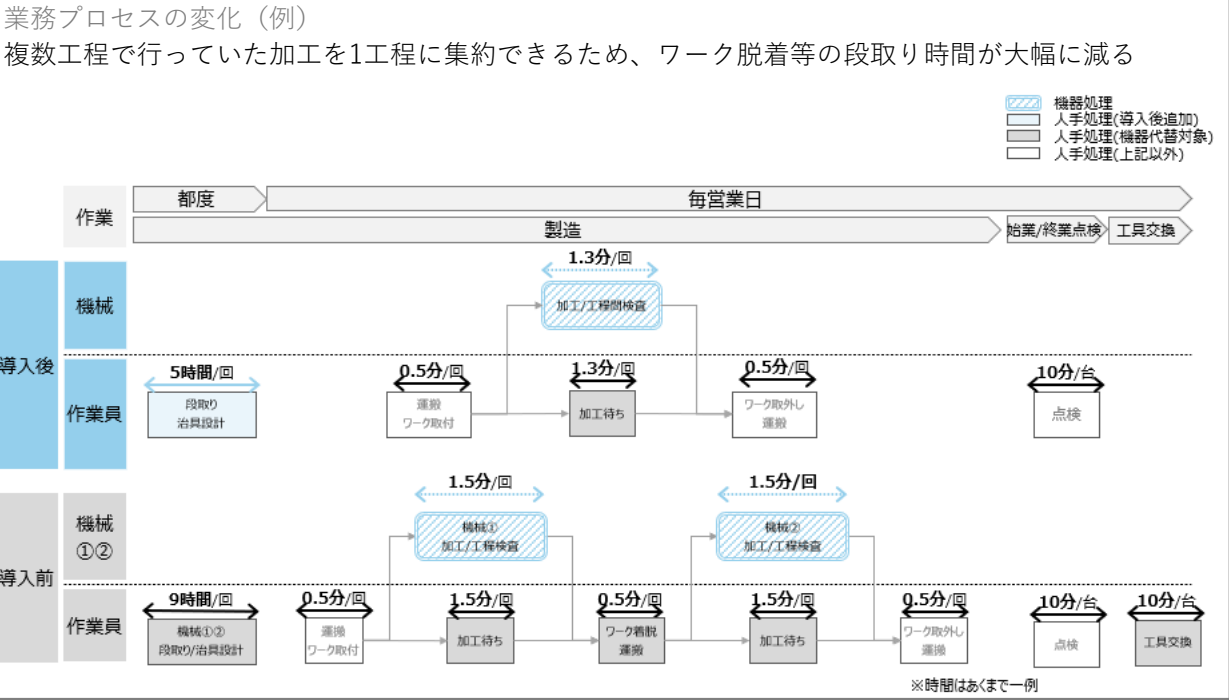 業務プロセスの変化（例）
複数工程で行っていた加工を1工程に集約できるため、ワーク脱着等の段取り時間が大幅に減る
機器処理
人手処理(導入後追加)
人手処理(機器代替対象)
人手処理(上記以外)
作業
都度
毎営業日
製造
始業/終業点検
工具交換
導入後
機械
1.3分/回
加工/工程間検査
作業員
5時間/回
段取り
治具設計
0.5分/回
運搬
ワーク取付
1.3分/回
加工待ち
0.5分/回
ワーク取外し
運搬
10分/台
点検
導入前
機械
①②
1.5分/回
機械①
加工/工程検査
1.5分/回
機械②
加工/工程検査
作業員
9時間/回
機械①②
段取り/治具設計
0.5分/回
運搬
ワーク取付
1.5分/回
加工待ち
0.5分/回
ワーク着脱
運搬
1.5分/回
加工待ち
0.5分/回
ワーク取外し
運搬
10分/台
点検
10分/台
工具交換
※時間はあくまで一例